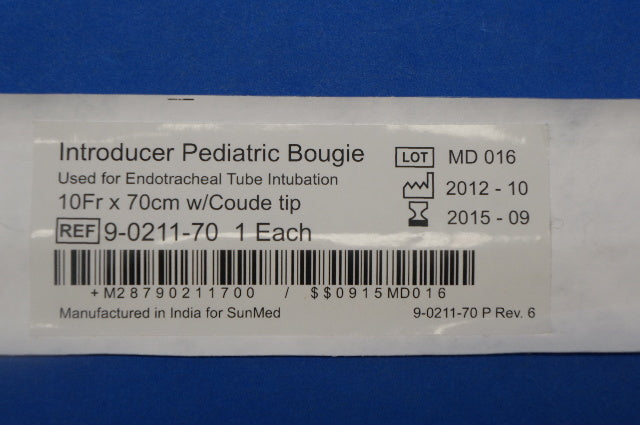 Introducer Pediatric Bougie
Used for Endotracheal Tube Intubation
10Fr x 70cm w/Coude tip
REF 9-0211-70 1 Each
LOT MD 016
2012 - 10
2015 - 09
+M28790211700 / $$0915MD016
Manufactured in India for SunMed
9-0211-70 P Rev. 6